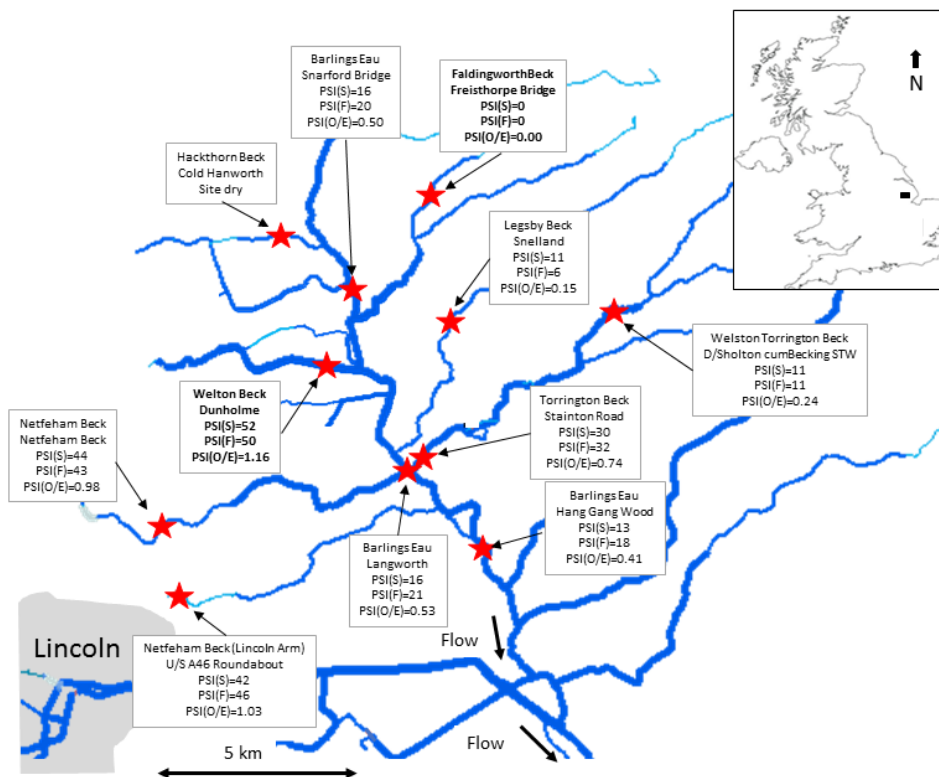 Barlings Eau
Snarford Bridge
PSI(S)=16
PSI(F)=20
PSI(O/E)=0.50
FaldingworthBeck
Freisthorpe Bridge
PSI(S)=0
PSI(F)=0
PSI(O/E)=0.00
N
Hackthorn Beck
Cold Hanworth
Site dry
Legsby Beck
Snelland
PSI(S)=11
PSI(F)=6
PSI(O/E)=0.15
Welston Torrington Beck
D/Sholton cumBecking STW
PSI(S)=11
PSI(F)=11
PSI(O/E)=0.24
Welton Beck
Dunholme
PSI(S)=52
PSI(F)=50
PSI(O/E)=1.16
Torrington Beck
Stainton Road
PSI(S)=30
PSI(F)=32
PSI(O/E)=0.74
Netfeham Beck
Netfeham Beck
PSI(S)=44
PSI(F)=43
PSI(O/E)=0.98
Barlings Eau
Hang Gang Wood
PSI(S)=13
PSI(F)=18
PSI(O/E)=0.41
Barlings Eau
Langworth
PSI(S)=16
PSI(F)=21
PSI(O/E)=0.53
Lincoln
Netfeham Beck (Lincoln Arm)
U/S A46 Roundabout
PSI(S)=42
PSI(F)=46
PSI(O/E)=1.03
Flow
Flow
5 km